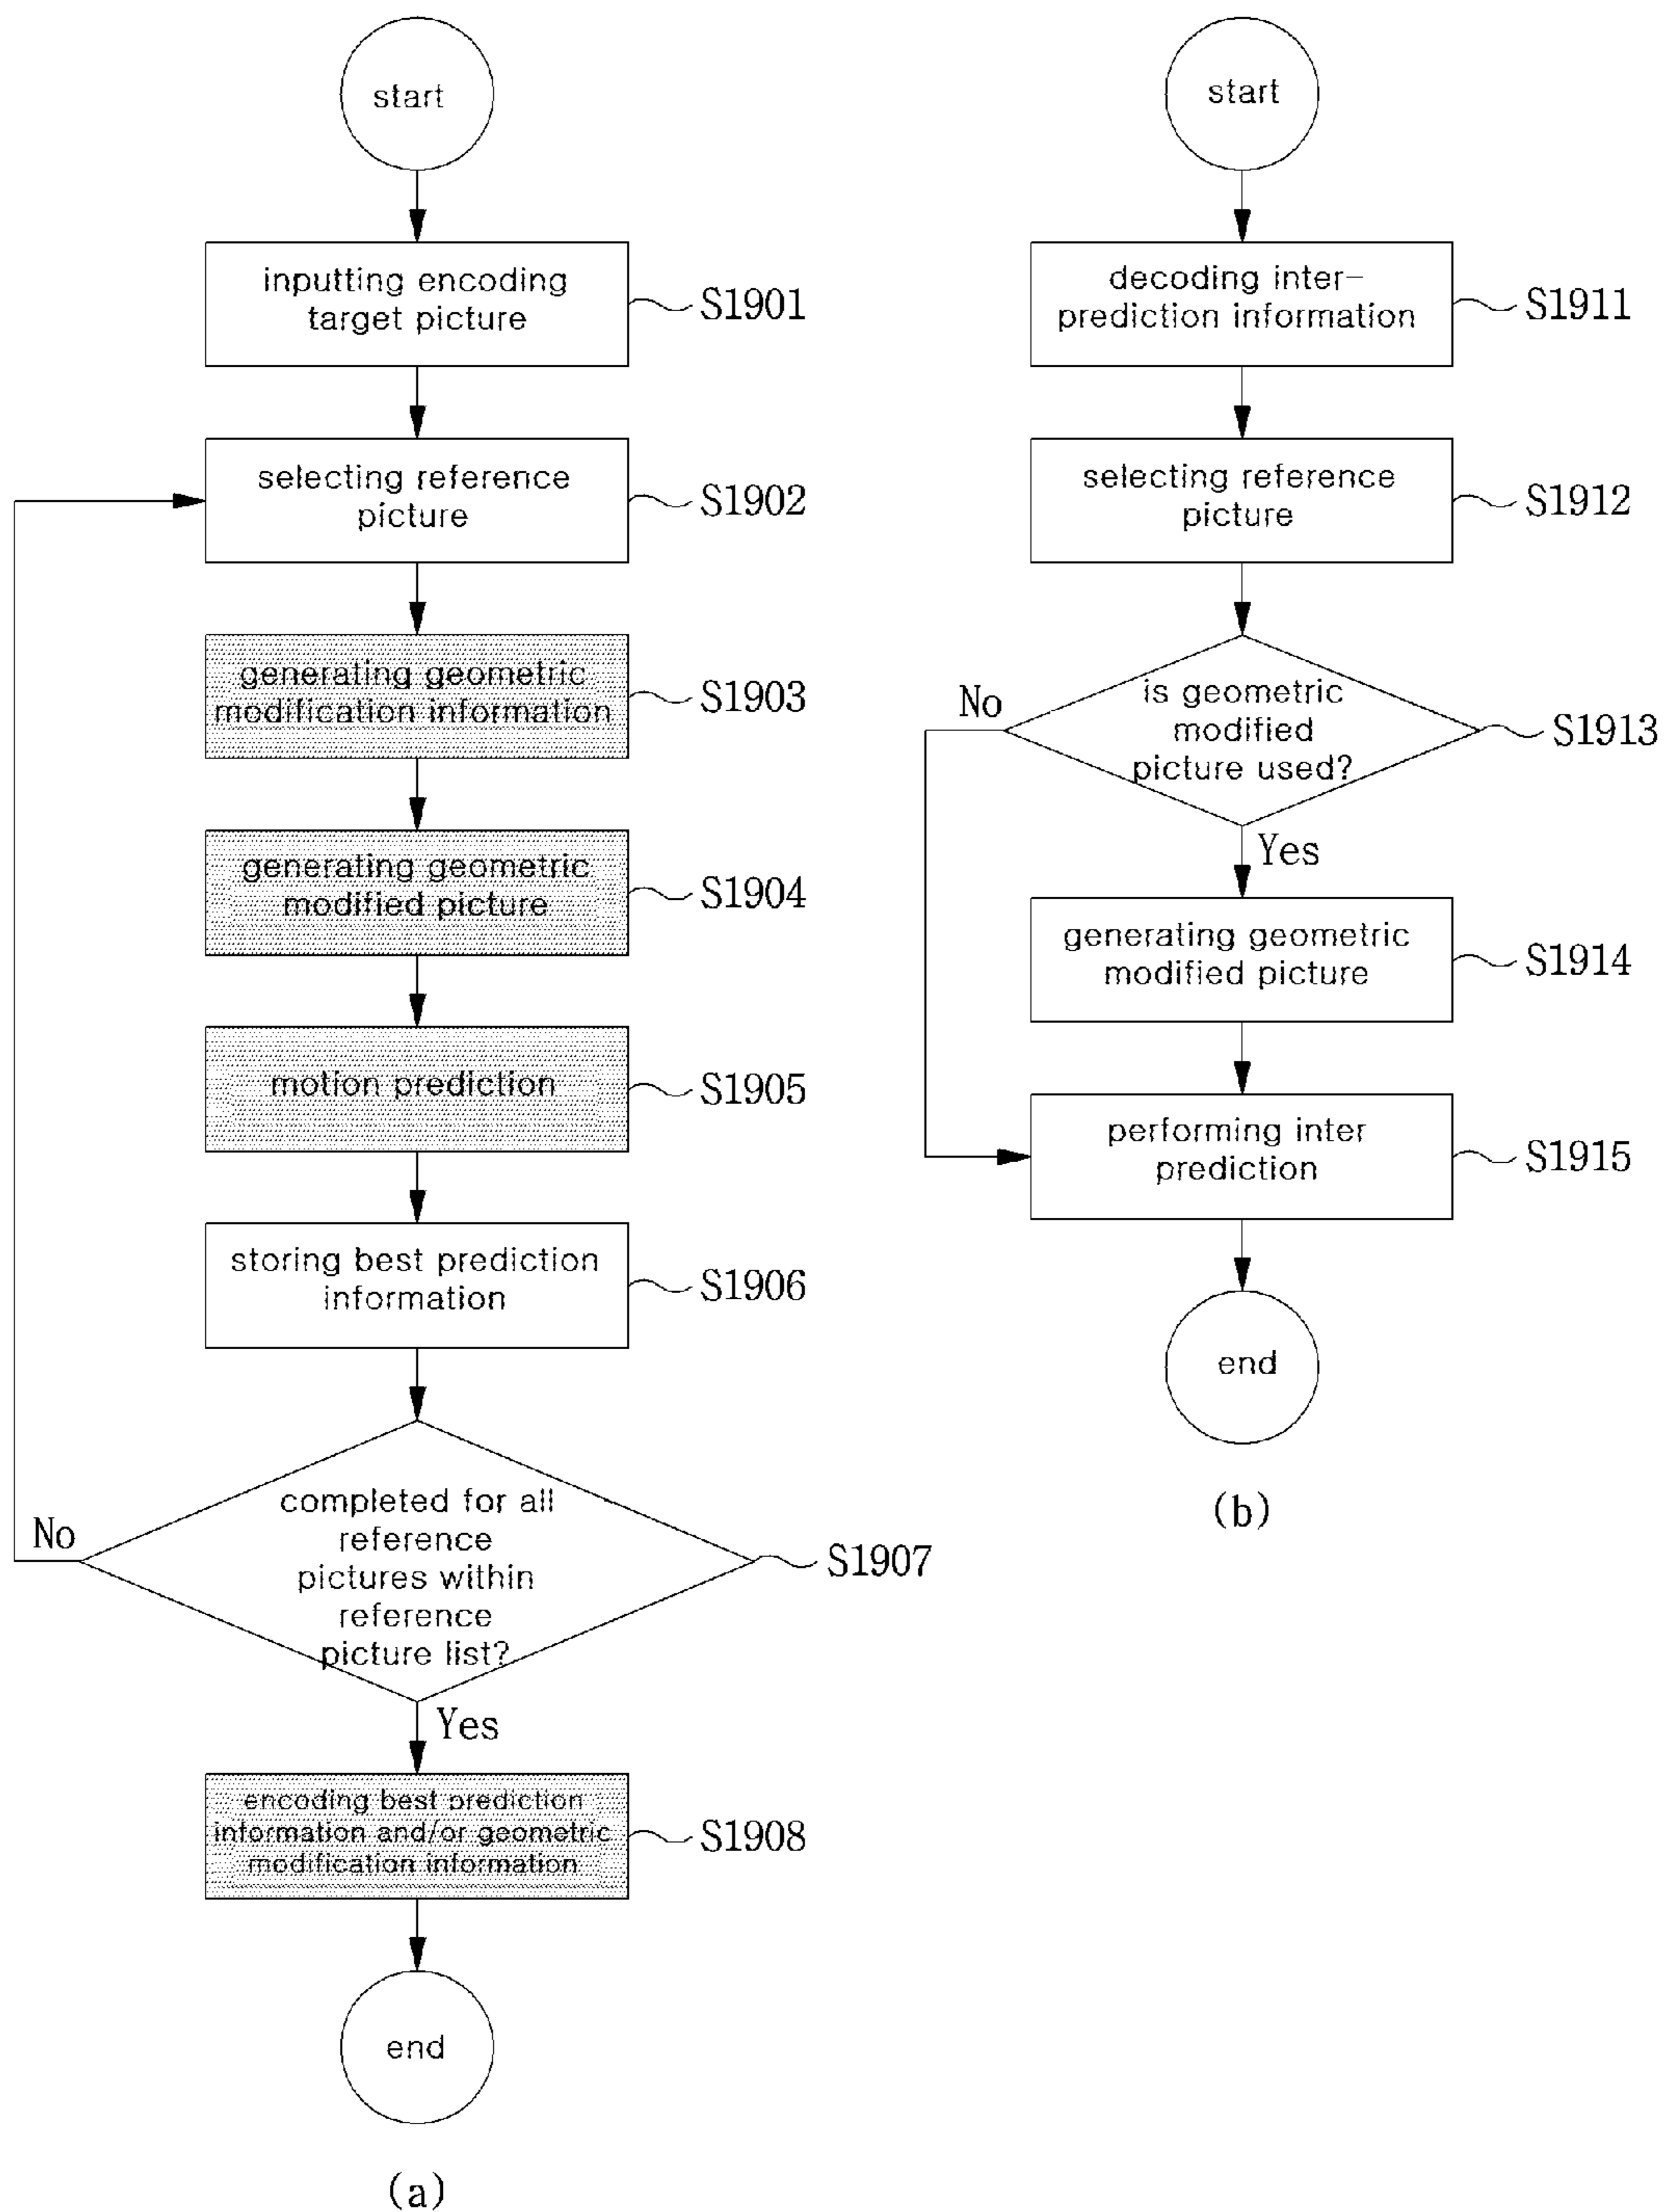 start
inputting encoding
target picture
S1901
selecting reference
picture
S1902
generating geometric
modification information
S1903
generating geometric
modified picture
S1904
motion prediction
S1905
storing best prediction
information
S1906
completed for all
reference
pictures within
reference
picture list?
No
S1907
Yes
encoding best prediction
information and/or geometric
modification information
S1908
end
(a)
start
decoding inter-
prediction information
S1911
selecting reference
picture
S1912
is geometric
modified
picture used?
No
S1913
Yes
generating geometric
modified picture
S1914
performing inter
prediction
S1915
end
(b)